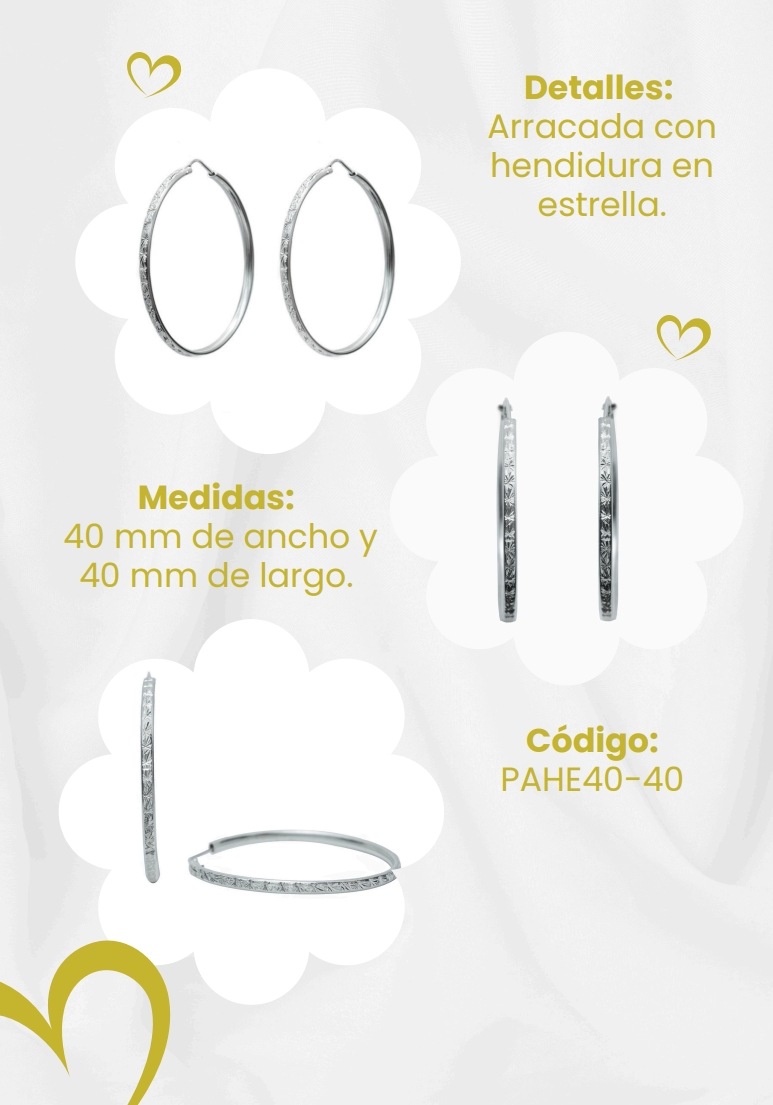 Detalles:
Arracada con
hendidura en
estrella.
Medidas:
40 mm de ancho y
40 mm de largo.
Código:
PAHE40-40